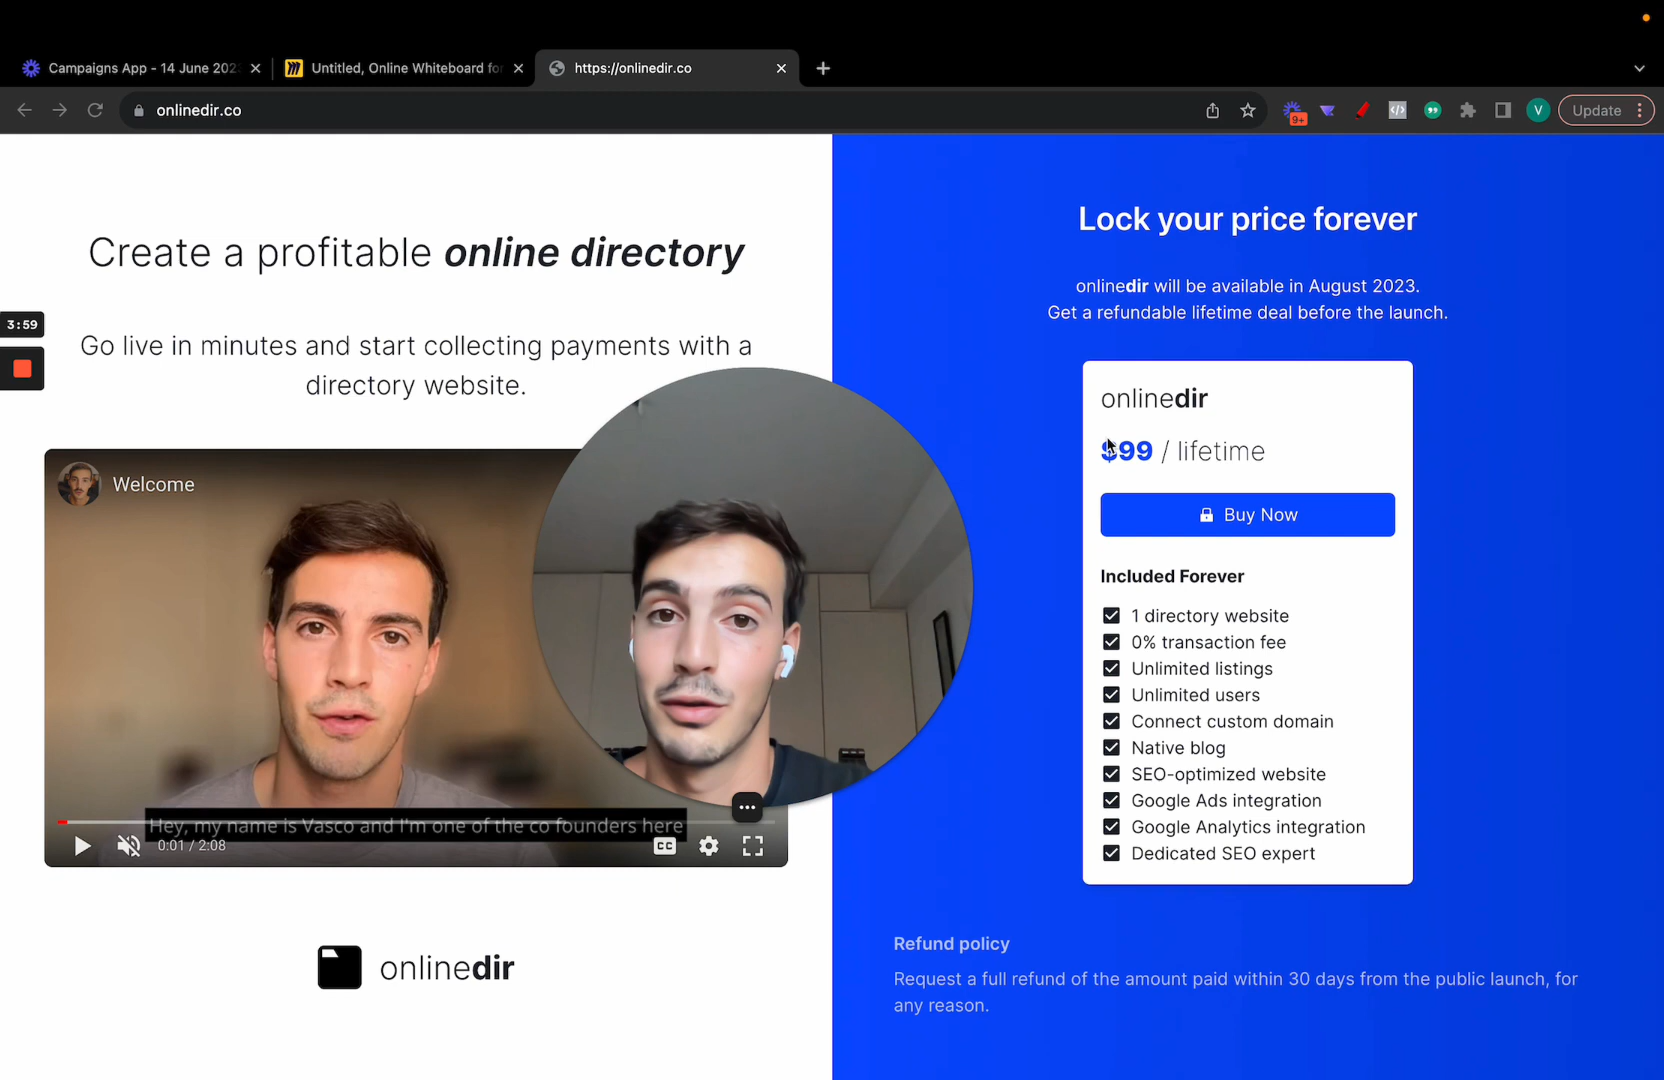 Campaigns App - 14 June 202
Untitled, Online Whiteboard fo
https://onlinedir.co
onlinedir.co
9+
V
Update
Create a profitable online directory
Go live in minutes and start collecting payments with a
directory website.
3:59
Welcome
Hey, my name is Vasco and I'm one of the co founders here
0:01 / 2:08
CC
onlinedir
Lock your price forever
onlinedir will be available in August 2023.
Get a refundable lifetime deal before the launch.
onlinedir
$99 / lifetime
Buy Now
Included Forever
1 directory website
0% transaction fee
Unlimited listings
Unlimited users
Connect custom domain
Native blog
SEO-optimized website
Google Ads integration
Google Analytics integration
Dedicated SEO expert
Refund policy
Request a full refund of the amount paid within 30 days from the public launch, for
any reason.